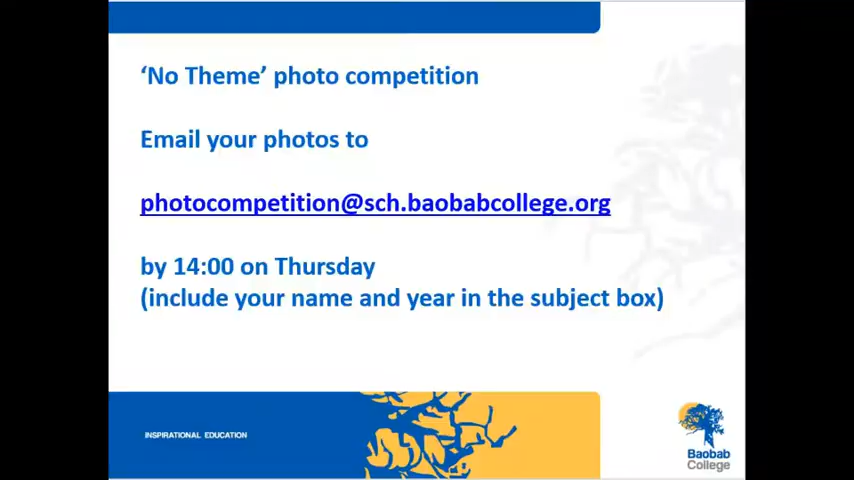 ‘No Theme’ photo competition
Email your photos to
photocompetition@sch.baobabcollege.org
by 14:00 on Thursday
(include your name and year in the subject box)
INSPIRATIONAL EDUCATION
Baobab
College